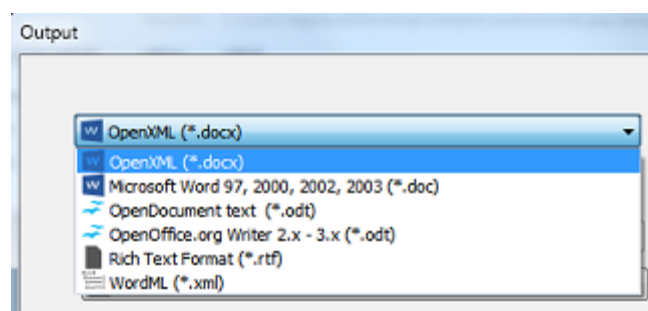 Output
OpenXML (*.docx)
OpenXML (*.docx)
Microsoft Word 97, 2000, 2002, 2003 (*.doc)
OpenDocument text (*.odt)
OpenOffice.org Writer 2.x - 3.x (*.odt)
Rich Text Format (*.rtf)
WordML (*.xml)